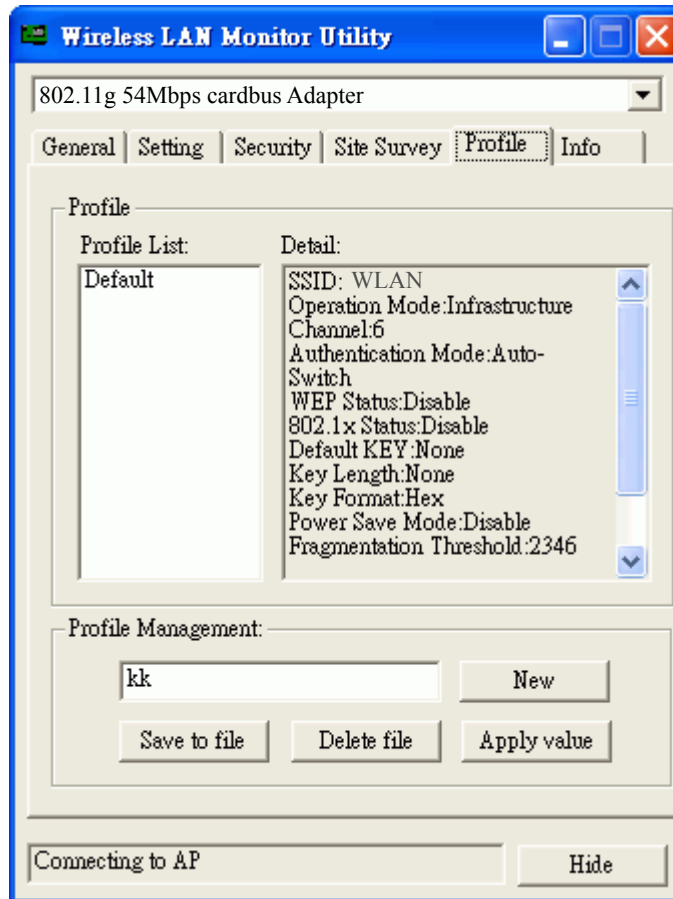 Wireless LAN Monitor Utility
802.11g 54Mbps cardbus Adapter
General Setting Security Site Survey Profile Info
Profile
Profile List:
Default
Detail:
SSID: WLAN
Operation Mode:Infrastructure
Channel:6
Authentication Mode:Auto-
Switch
WEP Status:Disable
802.1x Status:Disable
Default KEY:None
Key Length:None
Key Format:Hex
Power Save Mode:Disable
Fragmentation Threshold:2346
Profile Management:
kk
New
Save to file Delete file Apply value
Connecting to AP
Hide